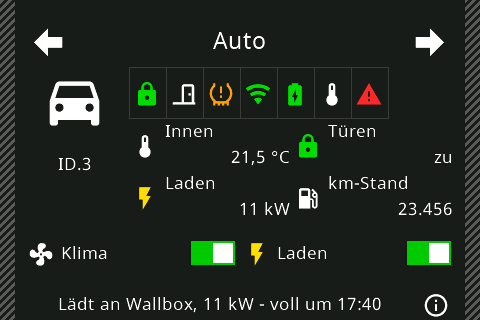 Auto
Innen
Türen
21,5 °C
zu
ID.3
Laden
km-Stand
11 kW
23.456
Klima
Laden
Lädt an Wallbox, 11 kW - voll um 17:40